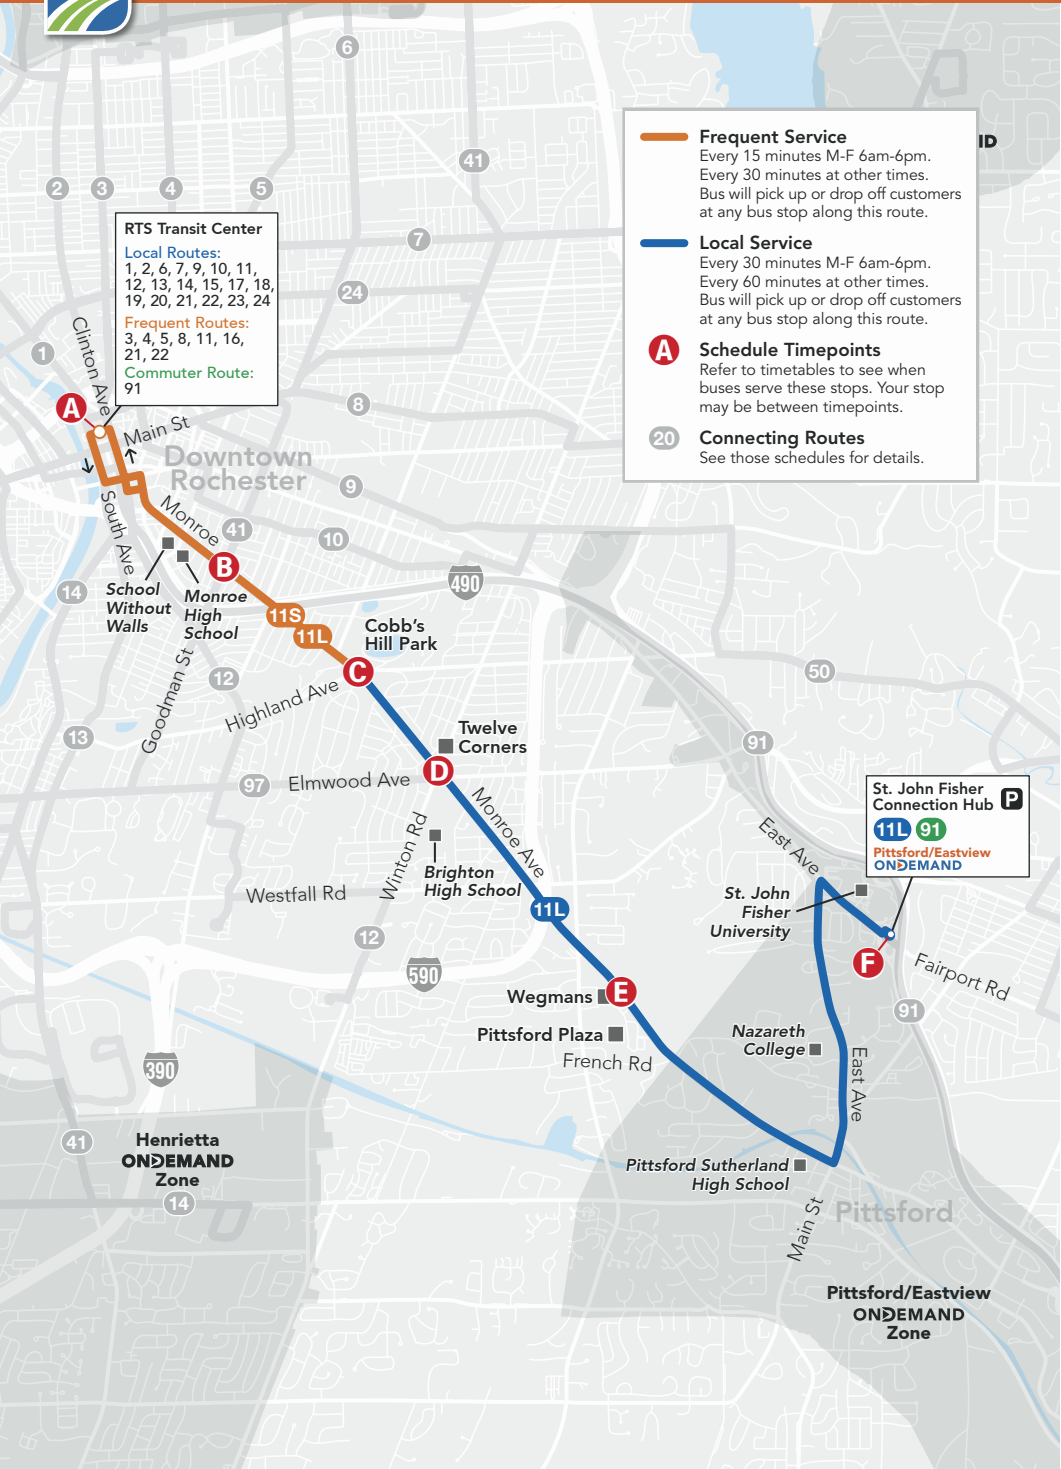 6
41
2
3
4
5
7
24
1
8
9
41
10
14
490
12
50
13
97
91
12
590
91
390
41
14
RTS Transit Center
Local Routes:
1, 2, 6, 7, 9, 10, 11,
12, 13, 14, 15, 17, 18,
19, 20, 21, 22, 23, 24
Frequent Routes:
3, 4, 5, 8, 11, 16,
21, 22
Commuter Route:
91
Frequent Service
Every 15 minutes M-F 6am-6pm.
Every 30 minutes at other times.
Bus will pick up or drop off customers
at any bus stop along this route.
Local Service
Every 30 minutes M-F 6am-6pm.
Every 60 minutes at other times.
Bus will pick up or drop off customers
at any bus stop along this route.
A
Schedule Timepoints
Refer to timetables to see when
buses serve these stops. Your stop
may be between timepoints.
20
Connecting Routes
See those schedules for details.
ID
Clinton Ave
A
Main St
Downtown
Rochester
South Ave
Monroe
B
School
Without
Walls
Monroe
High
School
11S
11L
Cobb's
Hill Park
C
Goodman St
Highland Ave
Twelve
Corners
D
Elmwood Ave
Monroe Ave
Winton Rd
Brighton
High School
Westfall Rd
11L
St. John Fisher
Connection Hub
P
11L
91
Pittsford/Eastview
ONDEMAND
East Ave
St. John
Fisher
University
F
Fairport Rd
Wegmans
E
Pittsford Plaza
French Rd
Nazareth
College
East Ave
Henrietta
ONDEMAND
Zone
Pittsford Sutherland
High School
Main St
Pittsford
Pittsford/Eastview
ONDEMAND
Zone